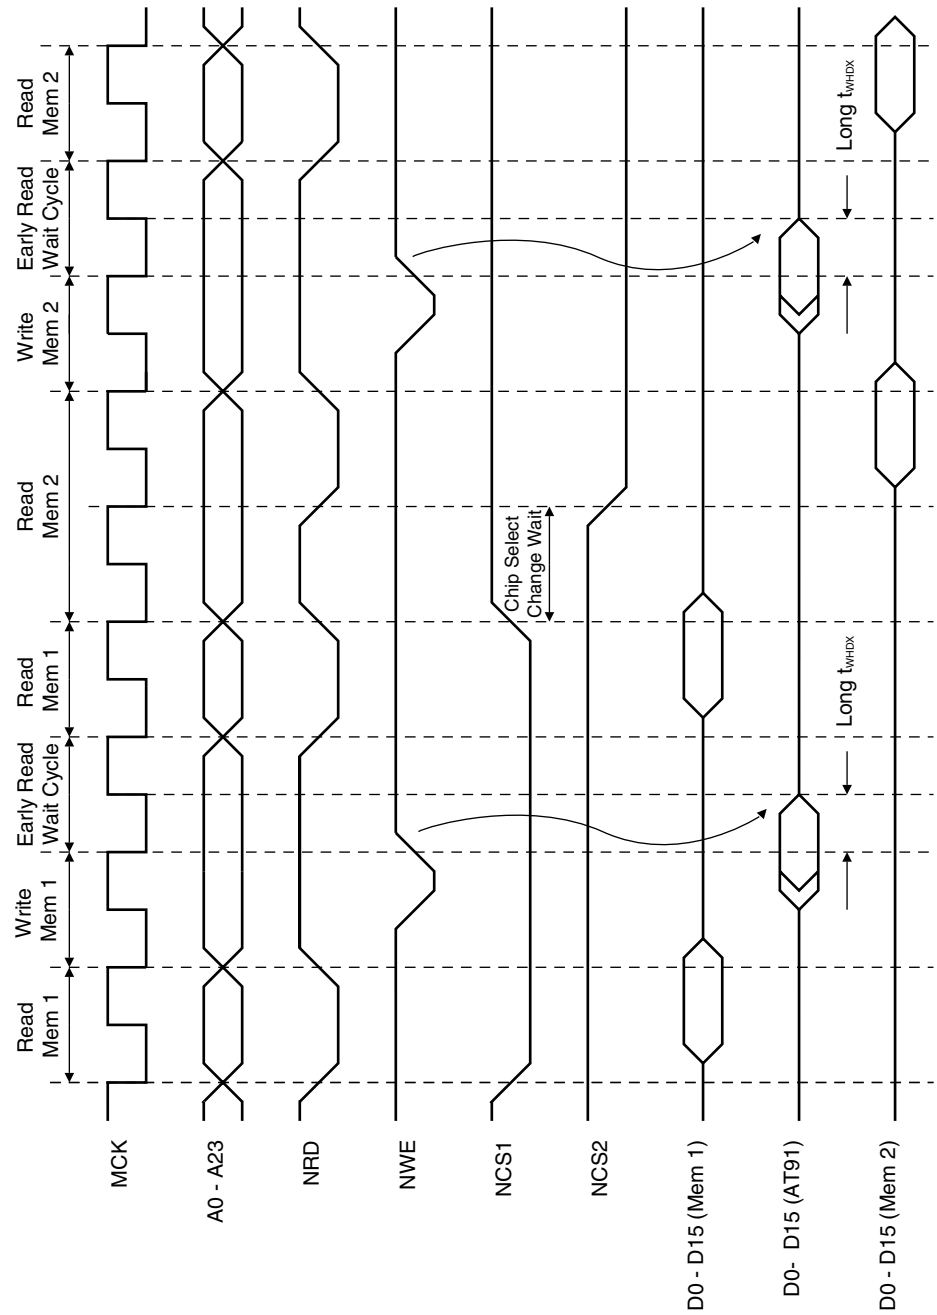 Read
Mem 1
Write
Mem 1
Early Read
Wait Cycle
Read
Mem 1
Read
Mem 2
Write
Mem 2
Early Read
Wait Cycle
Read
Mem 2
MCK
A0 - A23
NRD
NWE
NCS1
Chip Select
Change Wait
NCS2
D0 - D15 (Mem 1)
D0- D15 (AT91)
Long tWHDX
Long tWHDX
D0 - D15 (Mem 2)